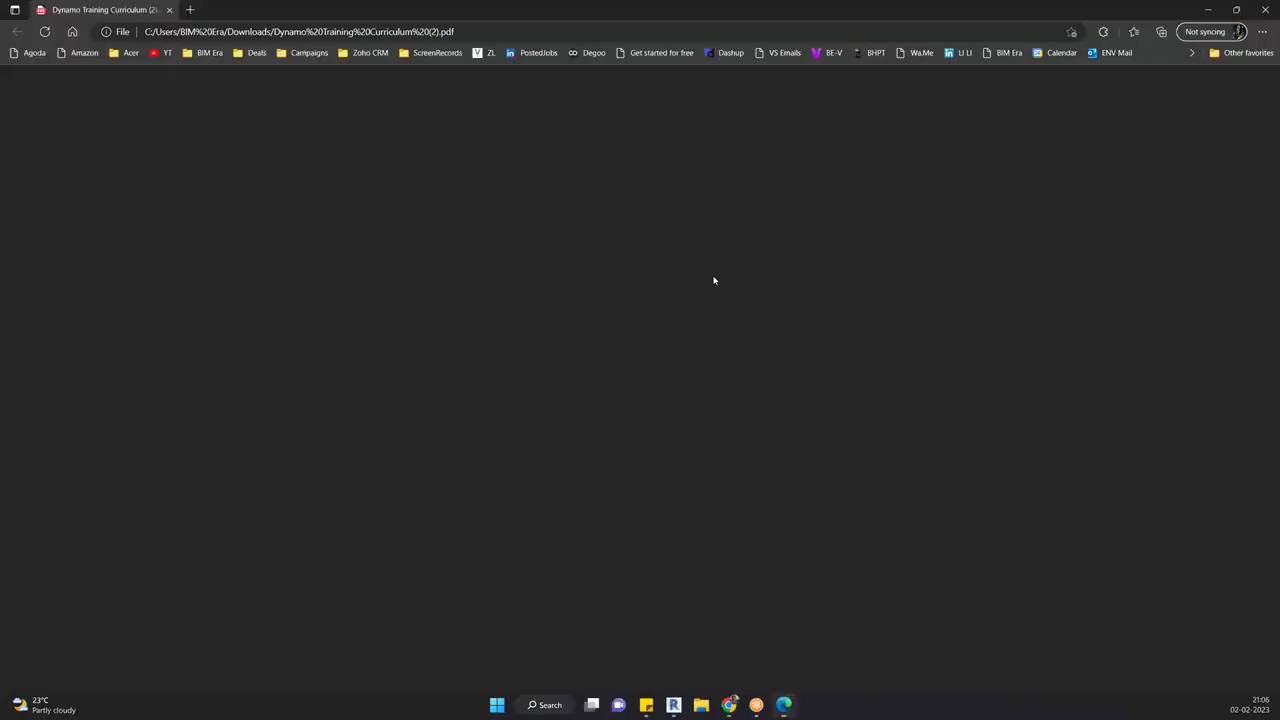 Dynamo Training Curriculum (2).
File
C:/Users/BIM%20Era/Downloads/Dynamo%20Training%20Curriculum%20(2).pdf
Not syncing
Agoda Amazon Acer YT BIM Era Deals Campaigns Zoho CRM ScreenRecords ZL PostedJobs Degoo Get started for free Dashup VS Emails BE-V BHPT Wa.Me LI LI BIM Era Calendar ENV Mail Other favorites
23°C
Partly cloudy
Search
21:06
02-02-2023